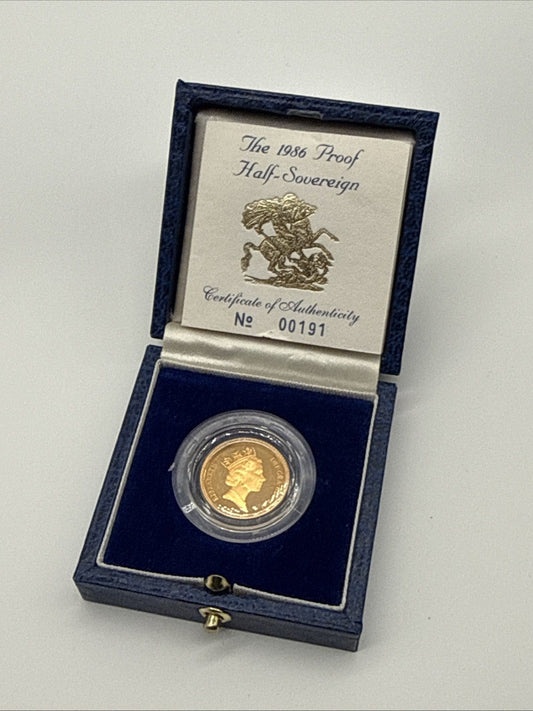 The 1986 Proof
Half-Sovereign
Certificate of Authenticity
№ 00191